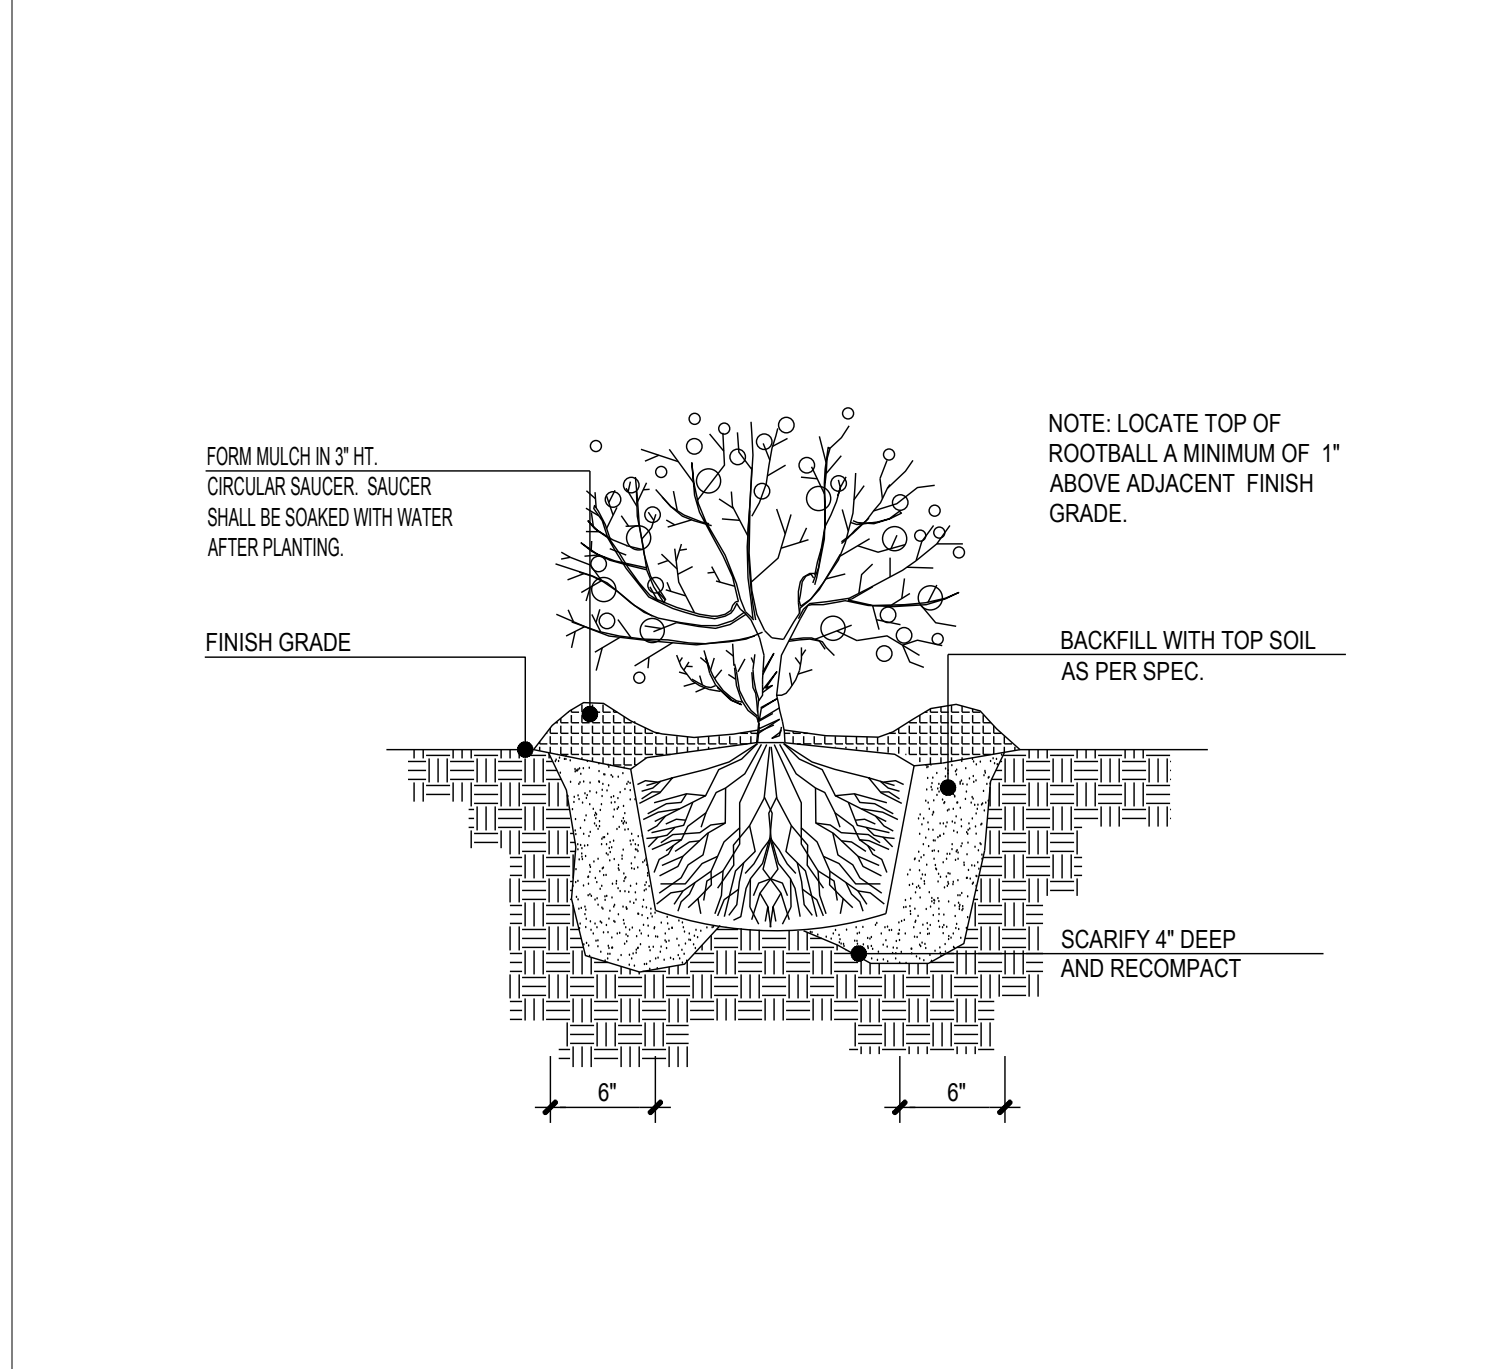 FORM MULCH IN 3" HT.
CIRCULAR SAUCER. SAUCER
SHALL BE SOAKED WITH WATER
AFTER PLANTING.
FINISH GRADE
NOTE: LOCATE TOP OF
ROOTBALL A MINIMUM OF 1"
ABOVE ADJACENT FINISH
GRADE.
BACKFILL WITH TOP SOIL
AS PER SPEC.
SCARIFY 4" DEEP
AND RECOMPACT
6"
6"